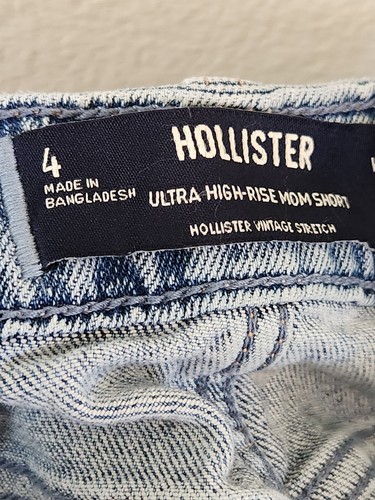 HOLLISTER
4
MADE IN
BANGLADESH
ULTRA HIGH-RISE MOM SHORT
HOLLISTER VINTAGE STRETCH